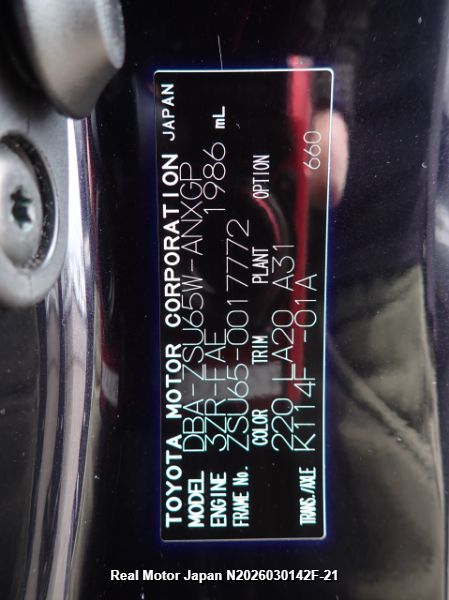 TOYOTA MOTOR CORPORATION JAPAN
MODEL DBA-ZSU65W-ANXGP
ENGINE 3ZR-FAE 1986 mL
FRAME No. ZSU65-0017772
COLOR TRIM PLANT OPTION
220 LA20 A31
TRANS./AXLE K114F -01A 660
Real Motor Japan N2026030142F-21